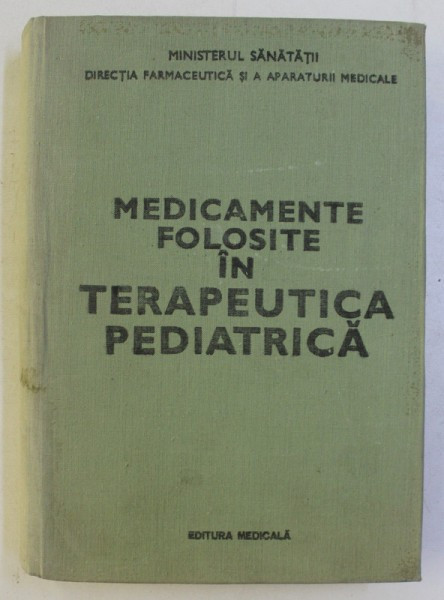 MINISTERUL SĂNĂTĂȚII
DIRECȚIA FARMACEUTICĂ ȘI A APARATURII MEDICALE
MEDICAMENTE
FOLOSITE
ÎN
TERAPEUTICA
PEDIATRICĂ
EDITURA MEDICALĂ